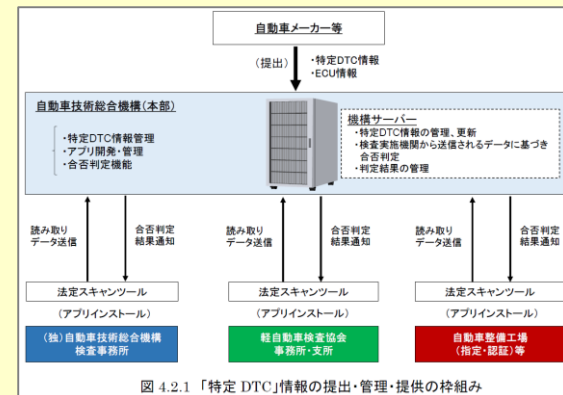 自動車メーカー等
(提出)
・特定DTC情報
・ECU情報
自動車技術総合機構(本部)
・特定DTC情報管理
・アプリ開発・管理
・合否判定機能
機構サーバー
・特定DTC情報の管理、更新
・検査実施機関から送信されるデータに基づき
合否判定
・判定結果の管理
読み取り
データ送信
合否判定
結果通知
読み取り
データ送信
合否判定
結果通知
読み取り
データ送信
合否判定
結果通知
法定スキャンツール
法定スキャンツール
法定スキャンツール
(アプリインストール)
(アプリインストール)
(アプリインストール)
(独)自動車技術総合機構
検査事務所
軽自動車検査協会
事務所・支所
自動車整備工場
(指定・認証)等
図 4.2.1 「特定 DTC」情報の提出・管理・提供の枠組み